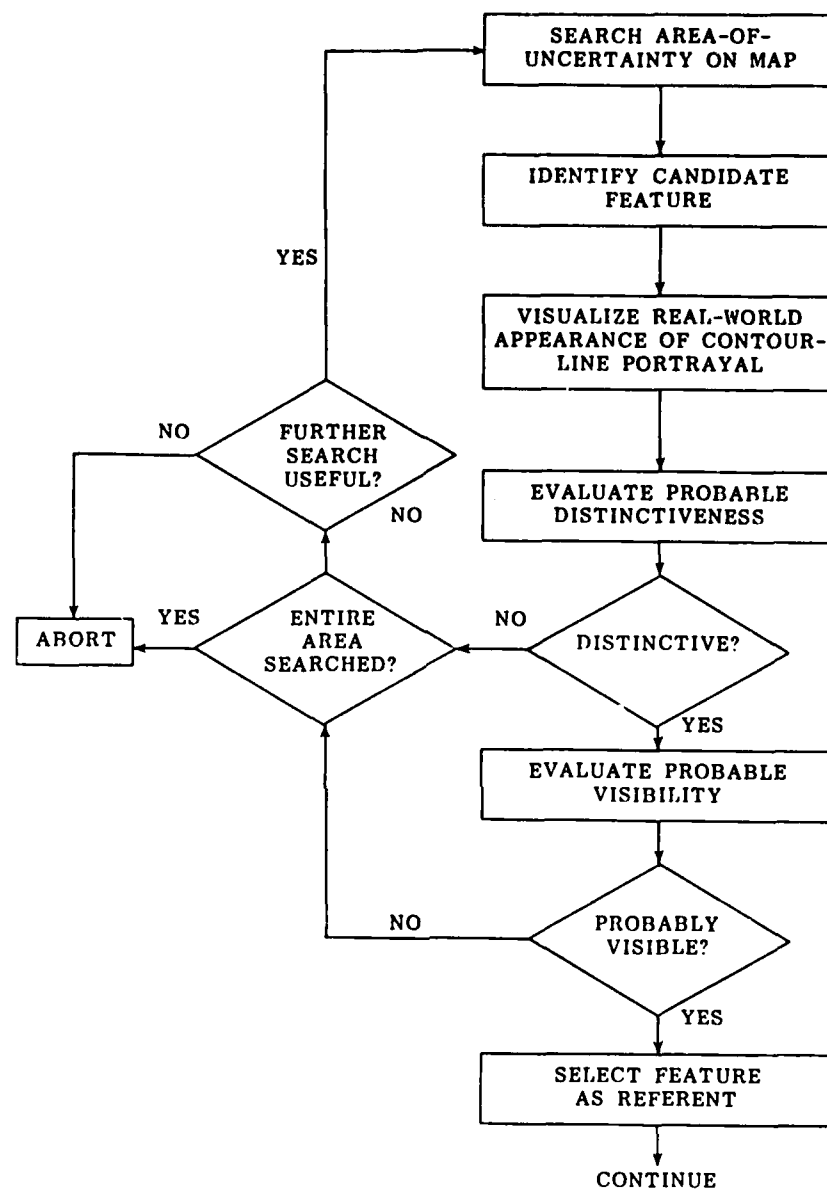 SEARCH AREA-OF-
UNCERTAINTY ON MAP
IDENTIFY CANDIDATE
FEATURE
YES
VISUALIZE REAL-WORLD
APPEARANCE OF CONTOUR-
LINE PORTRAYAL
NO
FURTHER
SEARCH
USEFUL?
EVALUATE PROBABLE
DISTINCTIVENESS
NO
ABORT
YES
ENTIRE
AREA
SEARCHED?
NO
DISTINCTIVE?
YES
EVALUATE PROBABLE
VISIBILITY
NO
PROBABLY
VISIBLE?
YES
SELECT FEATURE
AS REFERENT
CONTINUE